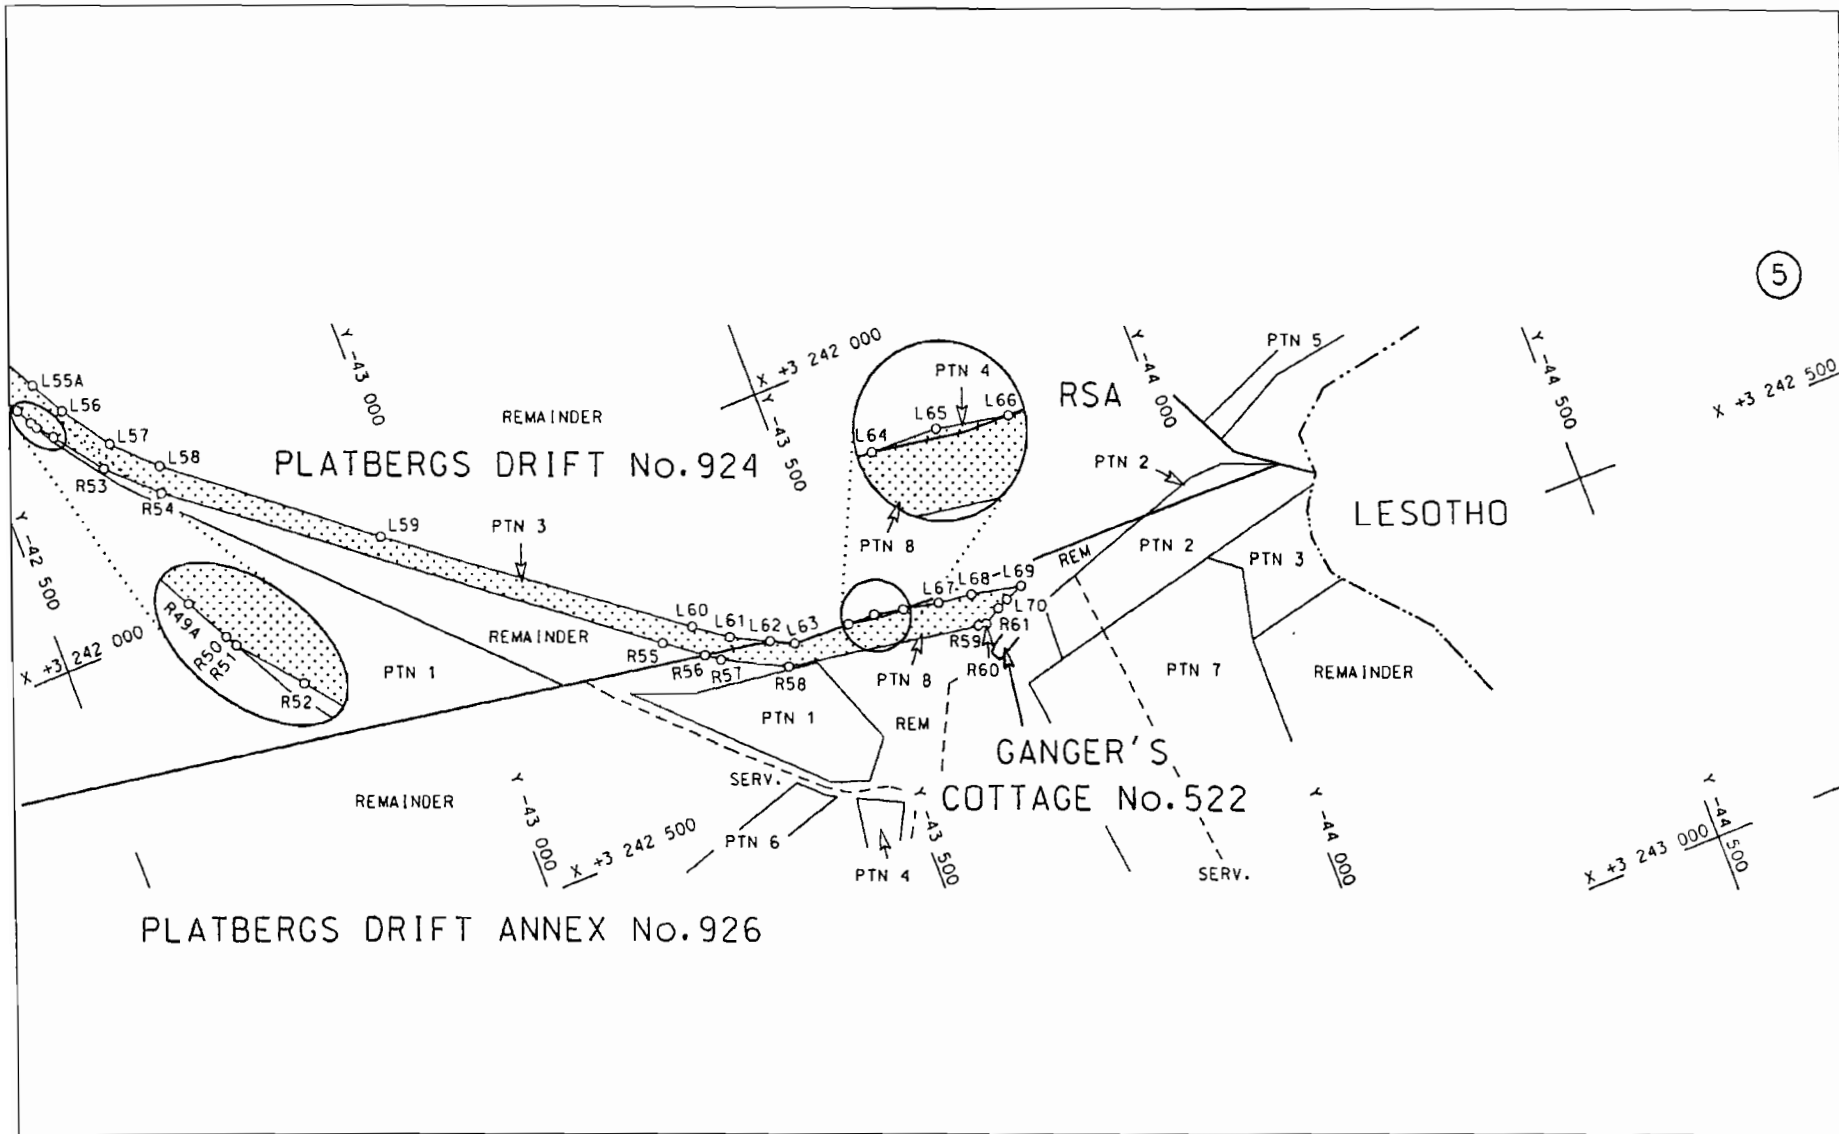 5
Y -43 000
X +3 242 000
Y -43 500
Y -44 000
PTN 5
Y -44 500
X +3 242 500
L55A
L56
L57
L58
REMAINDER
PTN 4
L65
L66
L64
RSA
PLATBERGS DRIFT No.924
PTN 2
R53
R54
Y -42 500
L59
PTN 3
PTN 8
LESOTHO
REM
PTN 2
PTN 3
R49A
R50
R51
R52
L60
L61
L62
L63
L67
L68
L69
L70
X +3 242 000
PTN 1
REMAINDER
R55
R56
R57
R58
R59
R61
R60
PTN 8
PTN 7
REMAINDER
PTN 1
REM
GANGER'S
COTTAGE No.522
SERV.
REMAINDER
Y -43 000
X +3 242 500
PTN 6
PTN 4
Y -43 500
SERV.
Y -44 000
X +3 243 000
Y -44 500
PLATBERGS DRIFT ANNEX No.926